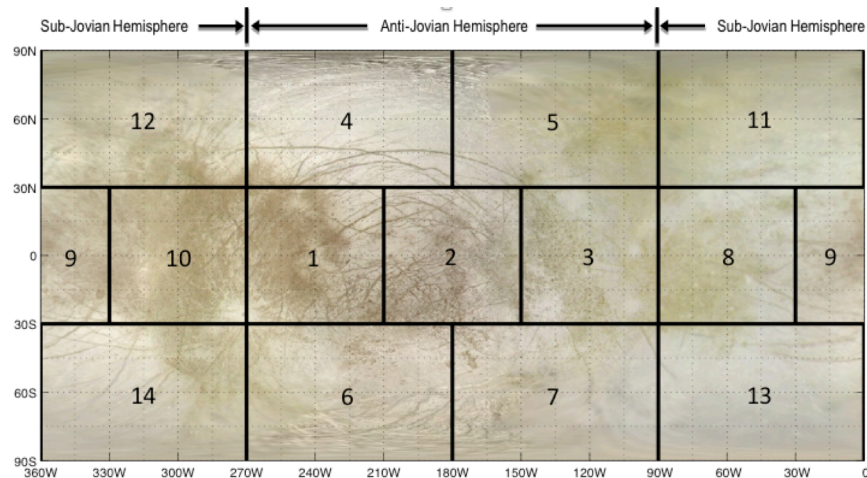 Sub-Jovian Hemisphere Anti-Jovian Hemisphere Sub-Jovian Hemisphere
90N
12 4 5 11
60N
30N
9 10 1 2 3 8 9
0
30S
14 6 7 13
60S
90S
360W 330W 300W 270W 240W 210W 180W 150W 120W 90W 60W 30W 0